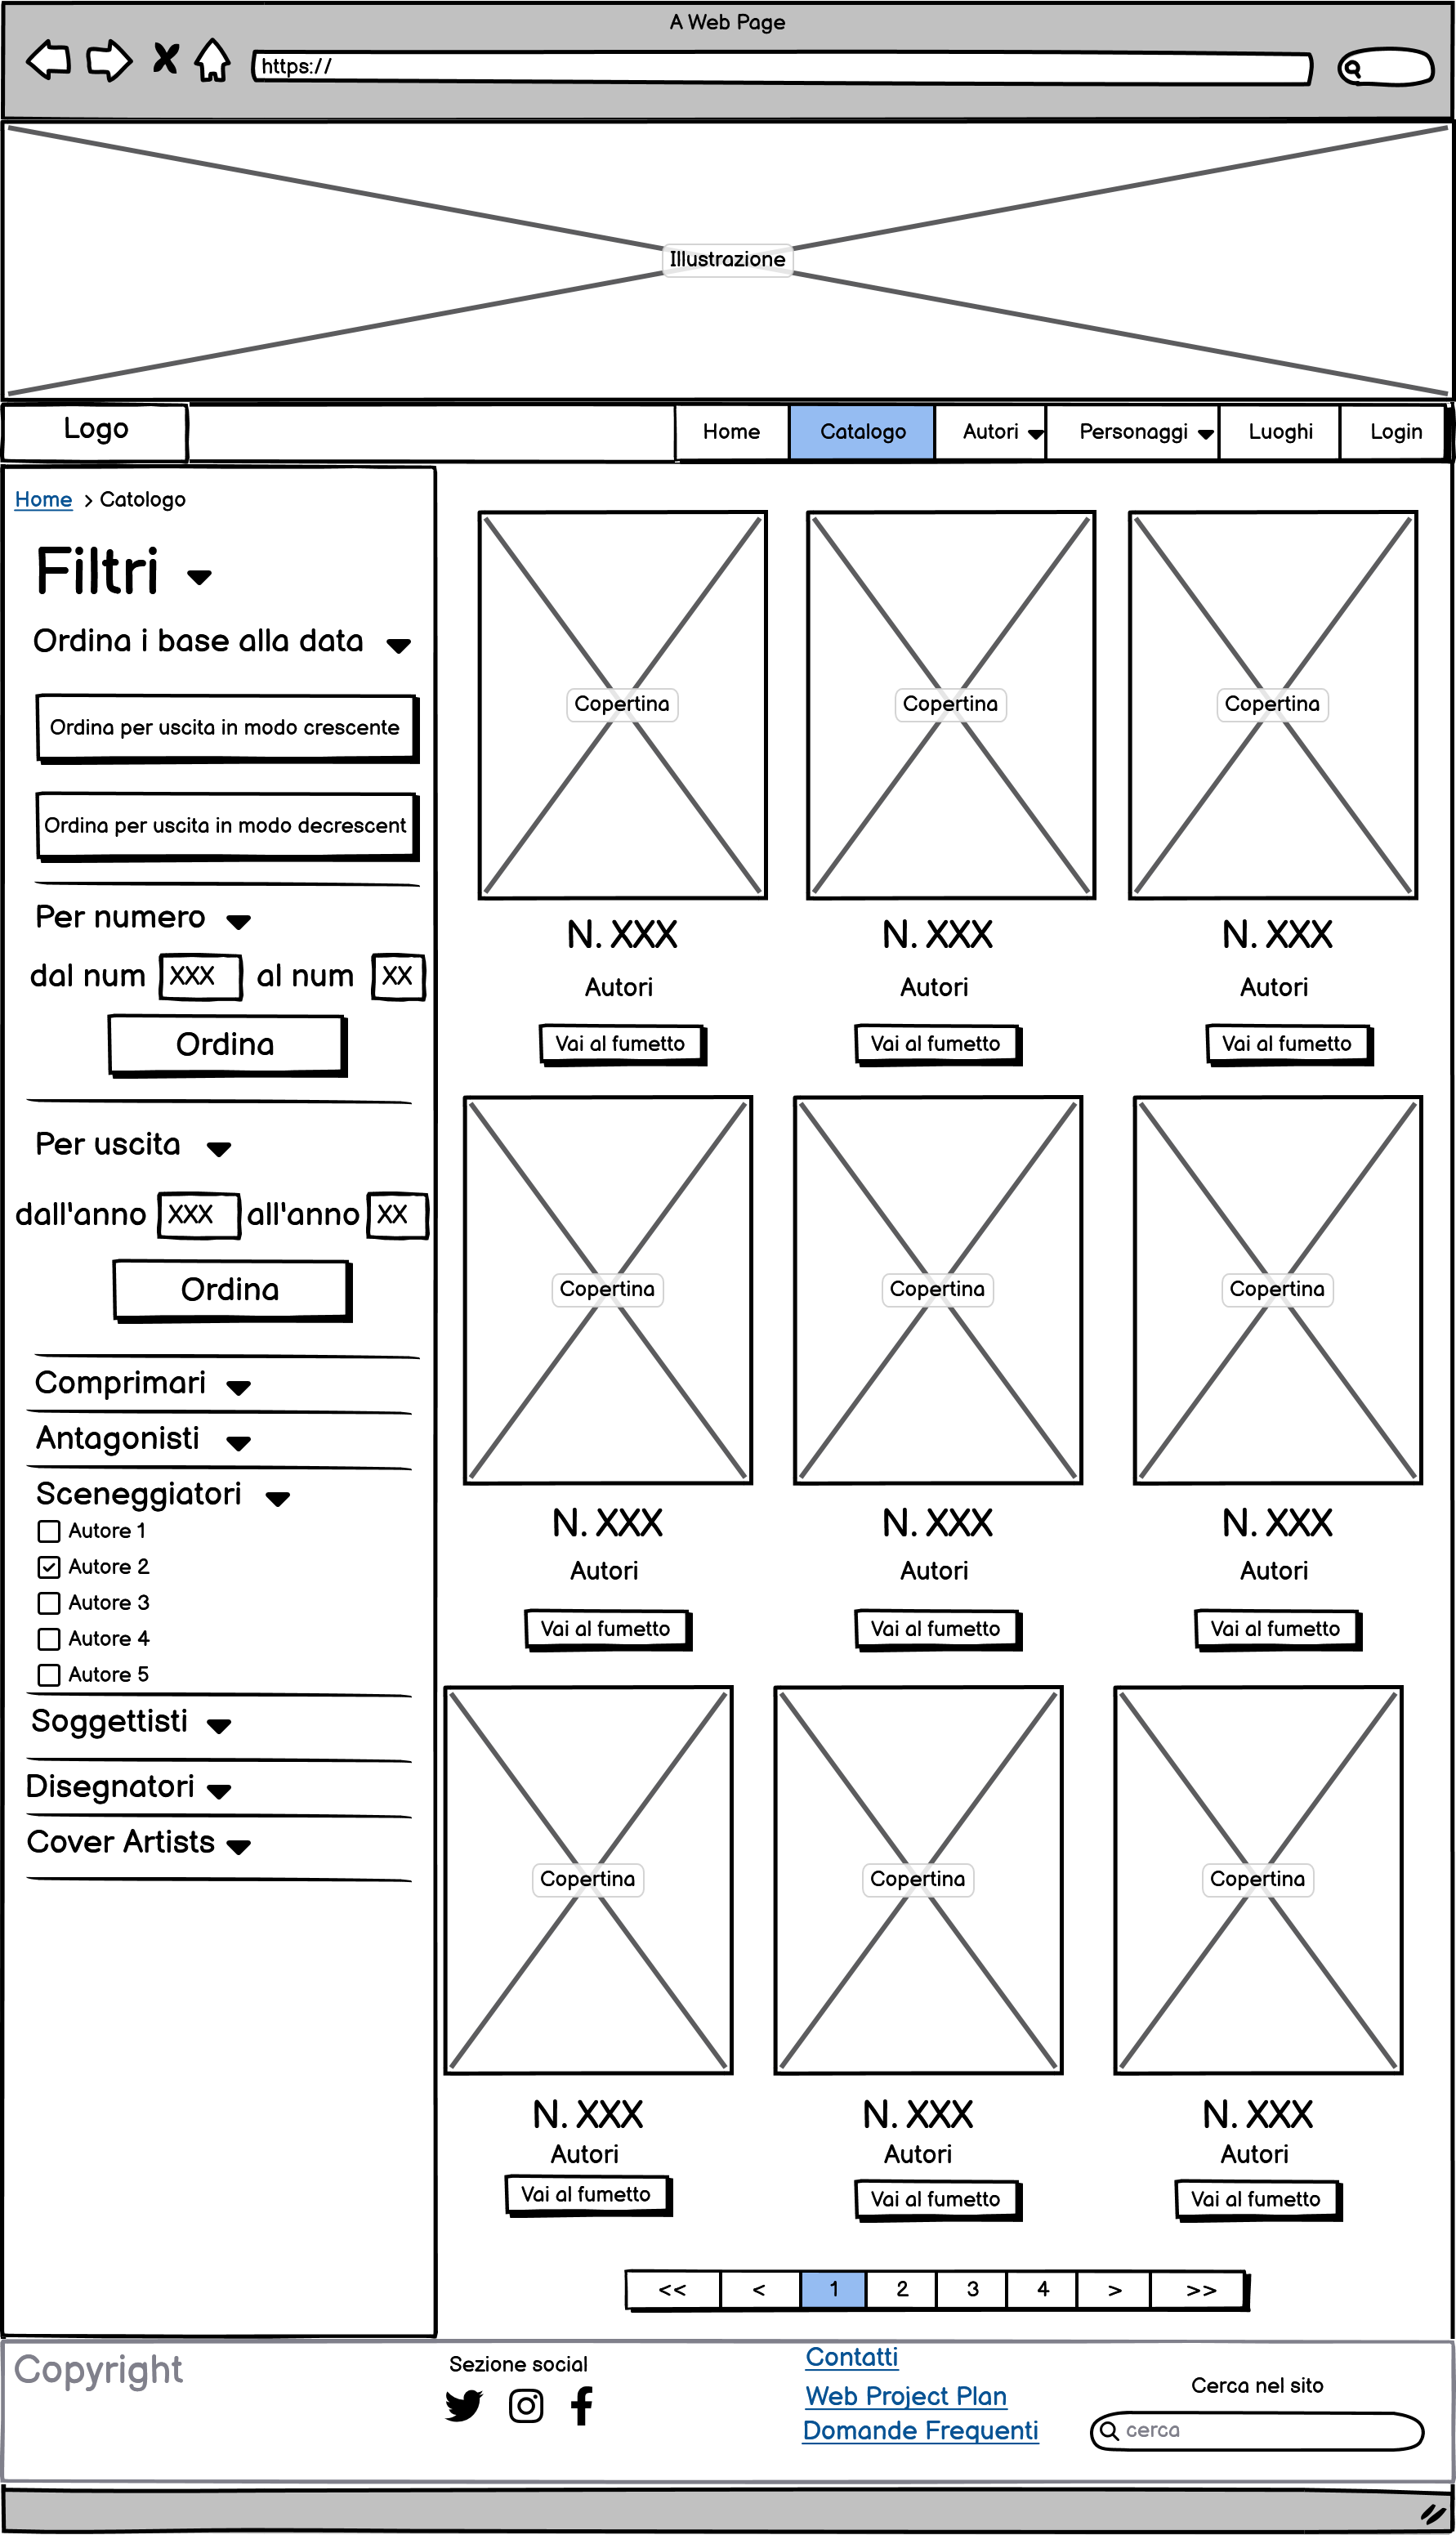 A Web Page
https://
Illustrazione
Logo
Home Catalogo Autori Personaggi Luoghi Login
Home > Catologo
Filtri
Ordina i base alla data
Ordina per uscita in modo crescente
Ordina per uscita in modo decrescent
Per numero
dal num XXX al num XX
Ordina
Per uscita
dall'anno XXX all'anno XX
Ordina
Comprimari
Antagonisti
Sceneggiatori
Autore 1
Autore 2
Autore 3
Autore 4
Autore 5
Soggettisti
Disegnatori
Cover Artists
Copertina Copertina Copertina
N. XXX N. XXX N. XXX
Autori Autori Autori
Vai al fumetto Vai al fumetto Vai al fumetto
Copertina Copertina Copertina
N. XXX N. XXX N. XXX
Autori Autori Autori
Vai al fumetto Vai al fumetto Vai al fumetto
Copertina Copertina Copertina
N. XXX N. XXX N. XXX
Autori Autori Autori
Vai al fumetto Vai al fumetto Vai al fumetto
<< < 1 2 3 4 > >>
Copyright
Sezione social
Contatti
Web Project Plan
Domande Frequenti
Cerca nel sito
cerca